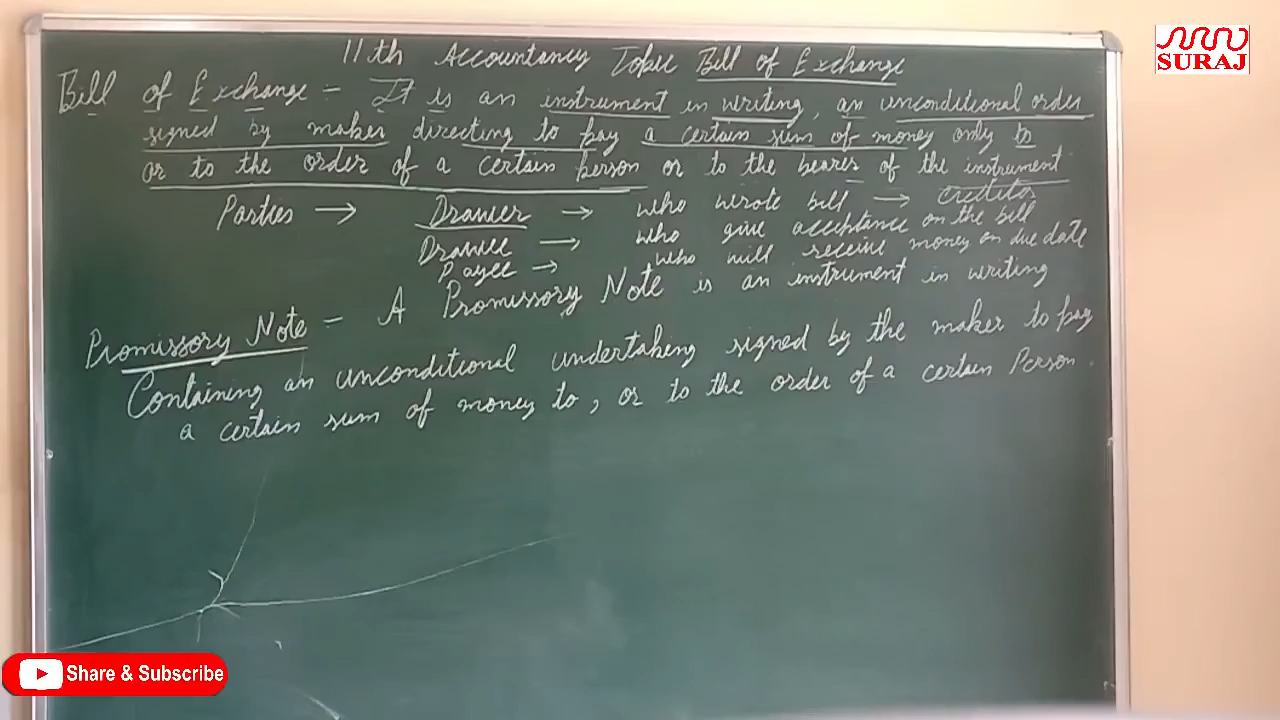 11th Accountancy Topic Bill of Exchange
SURAJ
Bill of Exchange - It is an instrument in writing, an unconditional order
signed by maker directing to pay a certain sum of money only to
or to the order of a certain person or to the bearer of the instrument
Parties → Drawer → who wrote bill → creditor
Drawee → who give acceptance on the bill
Payee → who will receive money on due date
Promissory Note - A Promissory Note is an instrument in writing
Containing an unconditional undertaking signed by the maker to pay
a certain sum of money to, or to the order of a certain Person.
Share & Subscribe